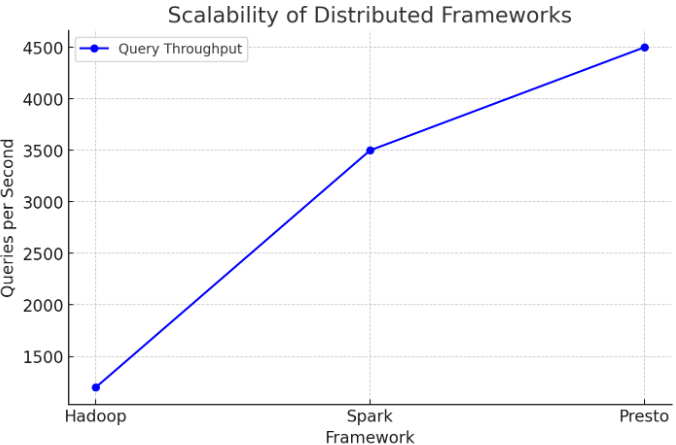 Scalability of Distributed Frameworks
Query Throughput
4500
4000
3500
3000
2500
2000
1500
Queries per Second
Hadoop Spark Presto
Framework